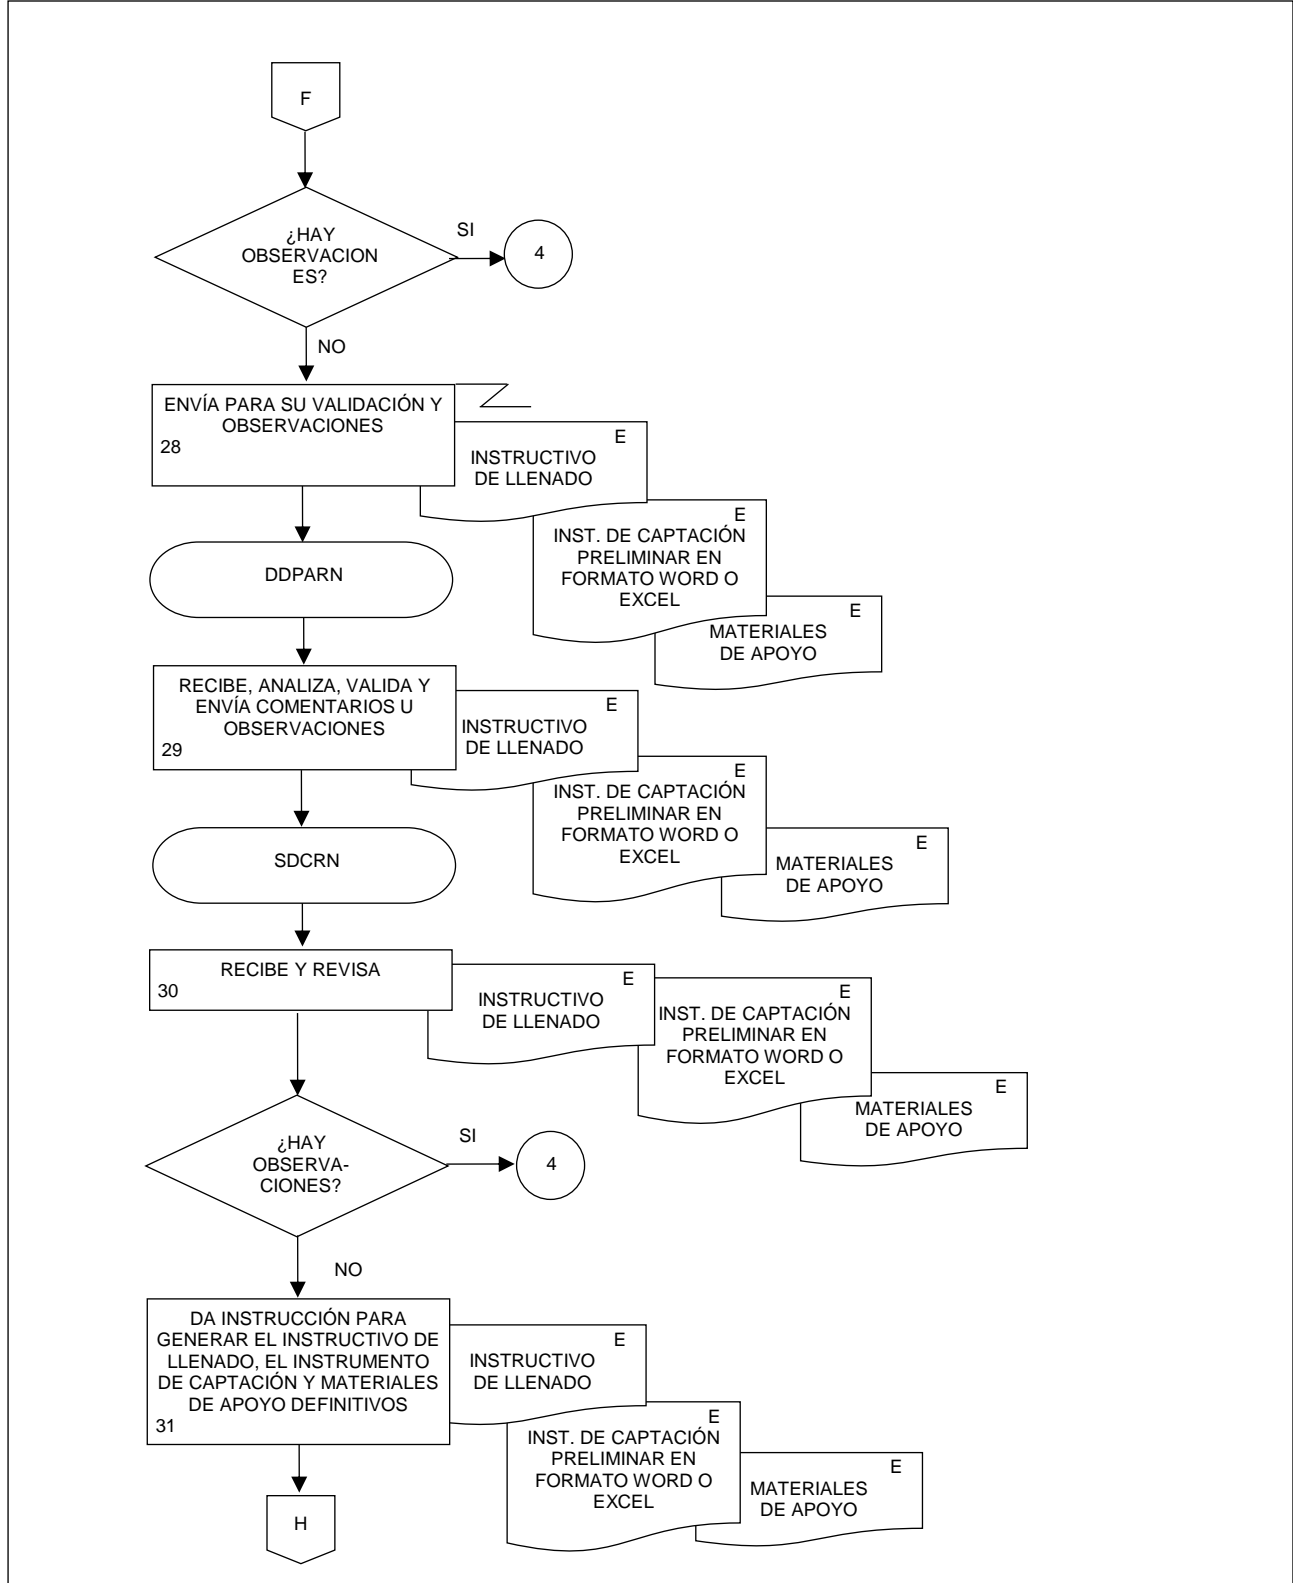 F
¿HAY
OBSERVACION
ES?
SI
4
NO
ENVÍA PARA SU VALIDACIÓN Y
OBSERVACIONES
28
E
INSTRUCTIVO
DE LLENADO
E
INST. DE CAPTACIÓN
PRELIMINAR EN
FORMATO WORD O
EXCEL
E
MATERIALES
DE APOYO
DDPARN
RECIBE, ANALIZA, VALIDA Y
ENVÍA COMENTARIOS U
OBSERVACIONES
29
E
INSTRUCTIVO
DE LLENADO
E
INST. DE CAPTACIÓN
PRELIMINAR EN
FORMATO WORD O
EXCEL
E
MATERIALES
DE APOYO
SDCRN
RECIBE Y REVISA
30
E
INSTRUCTIVO
DE LLENADO
E
INST. DE CAPTACIÓN
PRELIMINAR EN
FORMATO WORD O
EXCEL
E
MATERIALES
DE APOYO
¿HAY
OBSERVA-
CIONES?
SI
4
NO
DA INSTRUCCIÓN PARA
GENERAR EL INSTRUCTIVO DE
LLENADO, EL INSTRUMENTO
DE CAPTACIÓN Y MATERIALES
DE APOYO DEFINITIVOS
31
E
INSTRUCTIVO
DE LLENADO
E
INST. DE CAPTACIÓN
PRELIMINAR EN
FORMATO WORD O
EXCEL
E
MATERIALES
DE APOYO
H